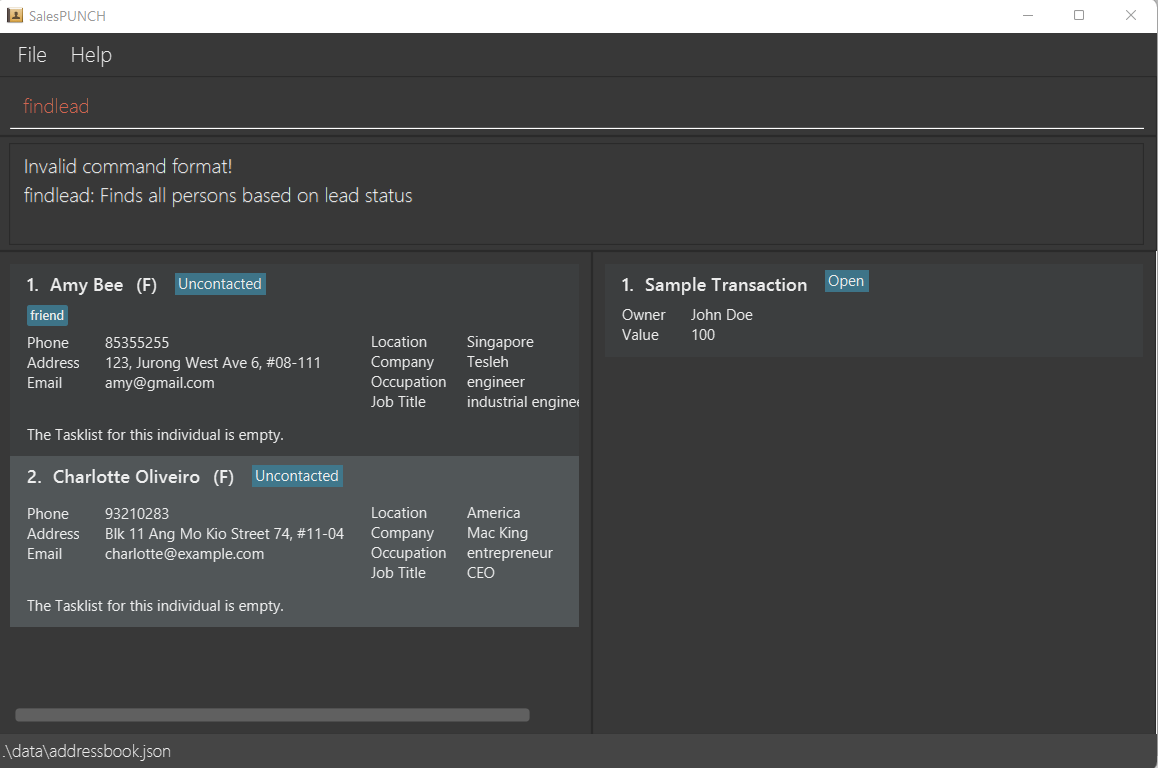 SalesPUNCH
File Help
findlead
Invalid command format!
findlead: Finds all persons based on lead status
1. Amy Bee (F) Uncontacted
friend
Phone 85355255
Address 123, Jurong West Ave 6, #08-111
Email amy@gmail.com
Location Singapore
Company Tesleh
Occupation engineer
Job Title industrial enginee
The Tasklist for this individual is empty.
2. Charlotte Oliveiro (F) Uncontacted
Phone 93210283
Address Blk 11 Ang Mo Kio Street 74, #11-04
Email charlotte@example.com
Location America
Company Mac King
Occupation entrepreneur
Job Title CEO
The Tasklist for this individual is empty.
1. Sample Transaction Open
Owner John Doe
Value 100
.\data\addressbook.json